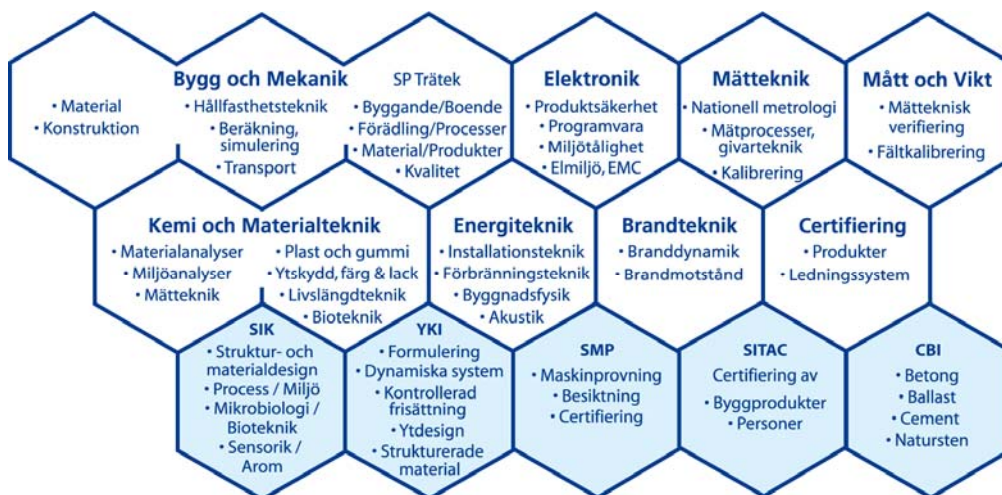 Bygg och Mekanik
• Material
• Konstruktion
• Hållfasthetsteknik
• Beräkning,
simulering
• Transport
SP Trätek
• Byggande/Boende
• Förädling/Processer
• Material/Produkter
• Kvalitet
Elektronik
• Produktsäkerhet
• Programvara
• Miljötålighet
• Elmiljö, EMC
Mätteknik
• Nationell metrologi
• Mätprocesser,
givarteknik
• Kalibrering
Mått och Vikt
• Mätteknisk
verifiering
• Fältkalibrering
Kemi och Materialteknik
• Materialanalyser
• Miljöanalyser
• Mätteknik
• Plast och gummi
• Ytskydd, färg & lack
• Livslängdteknik
• Bioteknik
Energiteknik
• Installationsteknik
• Förbränningsteknik
• Byggnadsfysik
• Akustik
Brandteknik
• Branddynamik
• Brandmotstånd
Certifiering
• Produkter
• Ledningssystem
SIK
• Struktur- och
materialdesign
• Process / Miljö
• Mikrobiologi /
Bioteknik
• Sensorik /
Arom
YKI
• Formulering
• Dynamiska system
• Kontrollerad
frisättning
• Ytdesign
• Strukturerade
material
SMP
• Maskinprovning
• Besiktning
• Certifiering
SITAC
Certifiering av
• Byggprodukter
• Personer
CBI
• Betong
• Ballast
• Cement
• Natursten